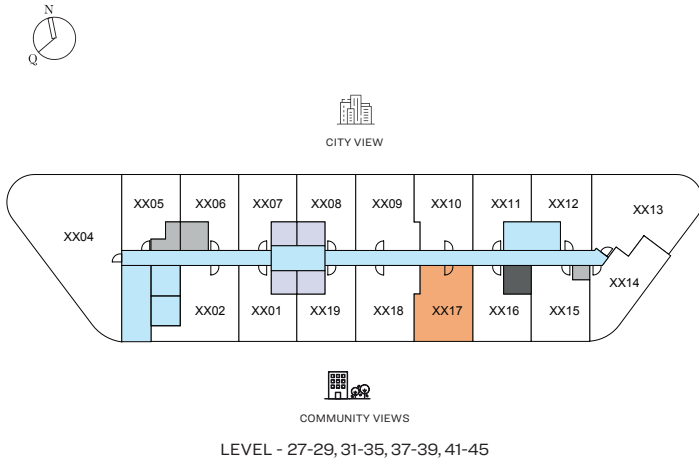 N
Q
CITY VIEW
XX05 XX06 XX07 XX08 XX09 XX10 XX11 XX12
XX04 XX13
XX14
XX02 XX01 XX19 XX18 XX17 XX16 XX15
COMMUNITY VIEWS
LEVEL - 27-29, 31-35, 37-39, 41-45